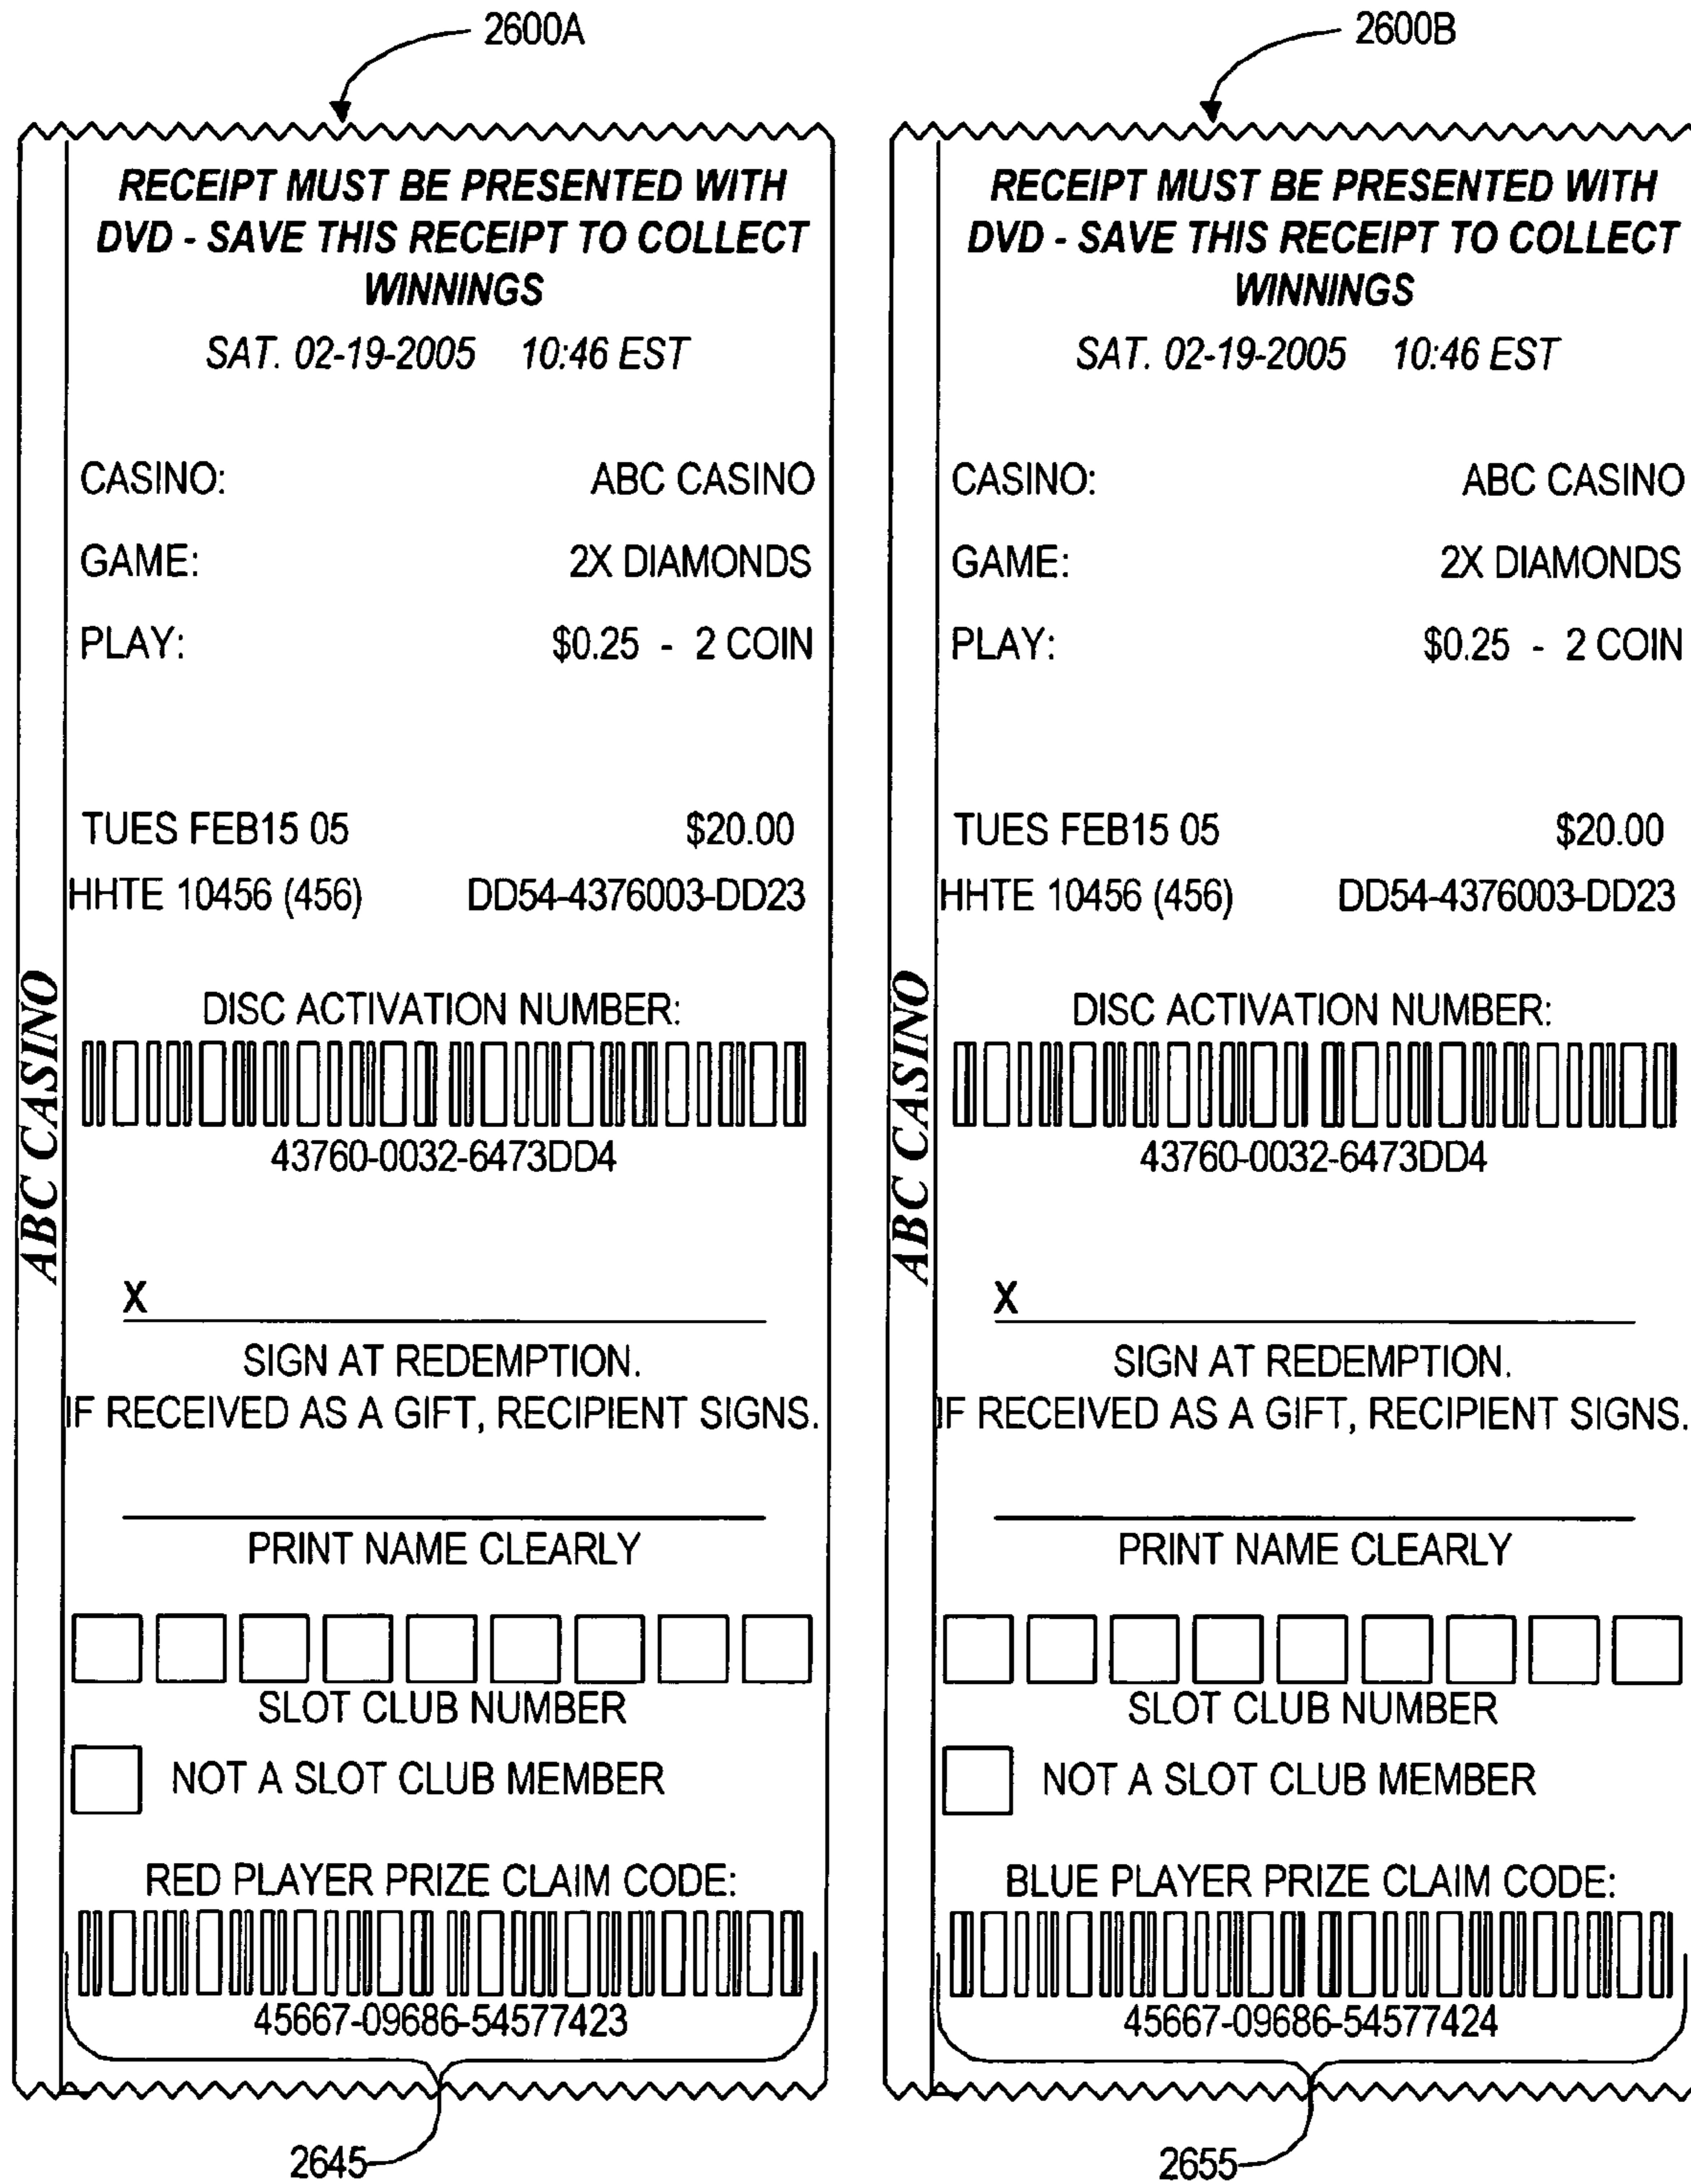 2600A
RECEIPT MUST BE PRESENTED WITH
DVD - SAVE THIS RECEIPT TO COLLECT
WINNINGS
SAT. 02-19-2005 10:46 EST
CASINO: ABC CASINO
GAME: 2X DIAMONDS
PLAY: $0.25 - 2 COIN
TUES FEB15 05 $20.00
HHTE 10456 (456) DD54-4376003-DD23
ABC CASINO
DISC ACTIVATION NUMBER:
43760-0032-6473DD4
X
SIGN AT REDEMPTION.
IF RECEIVED AS A GIFT, RECIPIENT SIGNS.
PRINT NAME CLEARLY
SLOT CLUB NUMBER
NOT A SLOT CLUB MEMBER
RED PLAYER PRIZE CLAIM CODE:
45667-09686-54577423
2645
2600B
RECEIPT MUST BE PRESENTED WITH
DVD - SAVE THIS RECEIPT TO COLLECT
WINNINGS
SAT. 02-19-2005 10:46 EST
CASINO: ABC CASINO
GAME: 2X DIAMONDS
PLAY: $0.25 - 2 COIN
TUES FEB15 05 $20.00
HHTE 10456 (456) DD54-4376003-DD23
ABC CASINO
DISC ACTIVATION NUMBER:
43760-0032-6473DD4
X
SIGN AT REDEMPTION.
IF RECEIVED AS A GIFT, RECIPIENT SIGNS.
PRINT NAME CLEARLY
SLOT CLUB NUMBER
NOT A SLOT CLUB MEMBER
BLUE PLAYER PRIZE CLAIM CODE:
45667-09686-54577424
2655